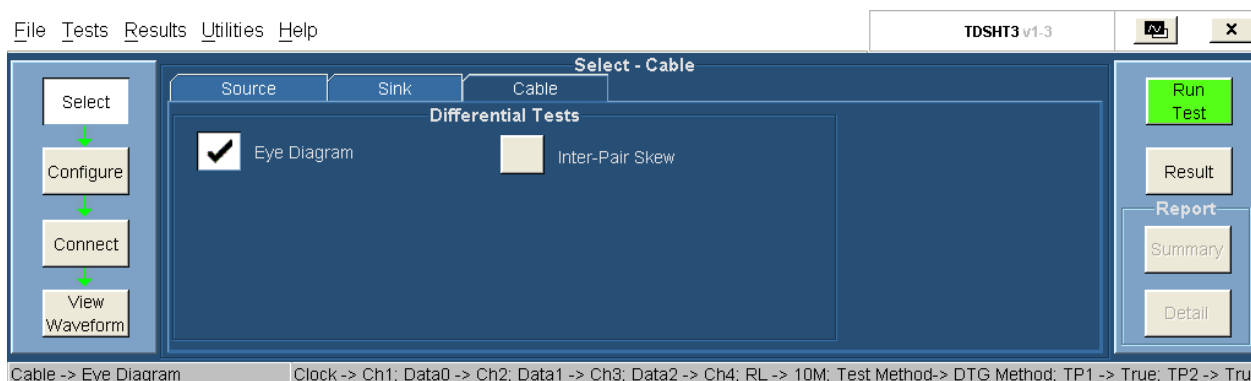 File Tests Results Utilities Help
TDSHT3 v1-3
Select - Cable
Source Sink Cable
Differential Tests
Eye Diagram
Inter-Pair Skew
Select
Configure
Connect
View
Waveform
Run
Test
Result
Report
Summary
Detail
Cable -> Eye Diagram
Clock -> Ch1; Data0 -> Ch2; Data1 -> Ch3; Data2 -> Ch4; RL -> 10M; Test Method-> DTG Method; TP1 -> True; TP2 -> Tru